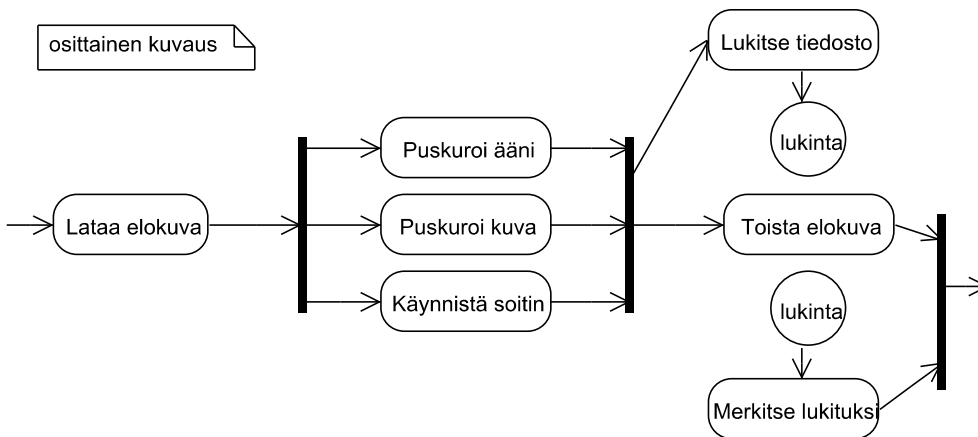 osittainen kuvaus
Lataa elokuva
Puskuroi ääni
Puskuroi kuva
Käynnistä soitin
Lukitse tiedosto
lukinta
Toista elokuva
lukinta
Merkitse lukituksi